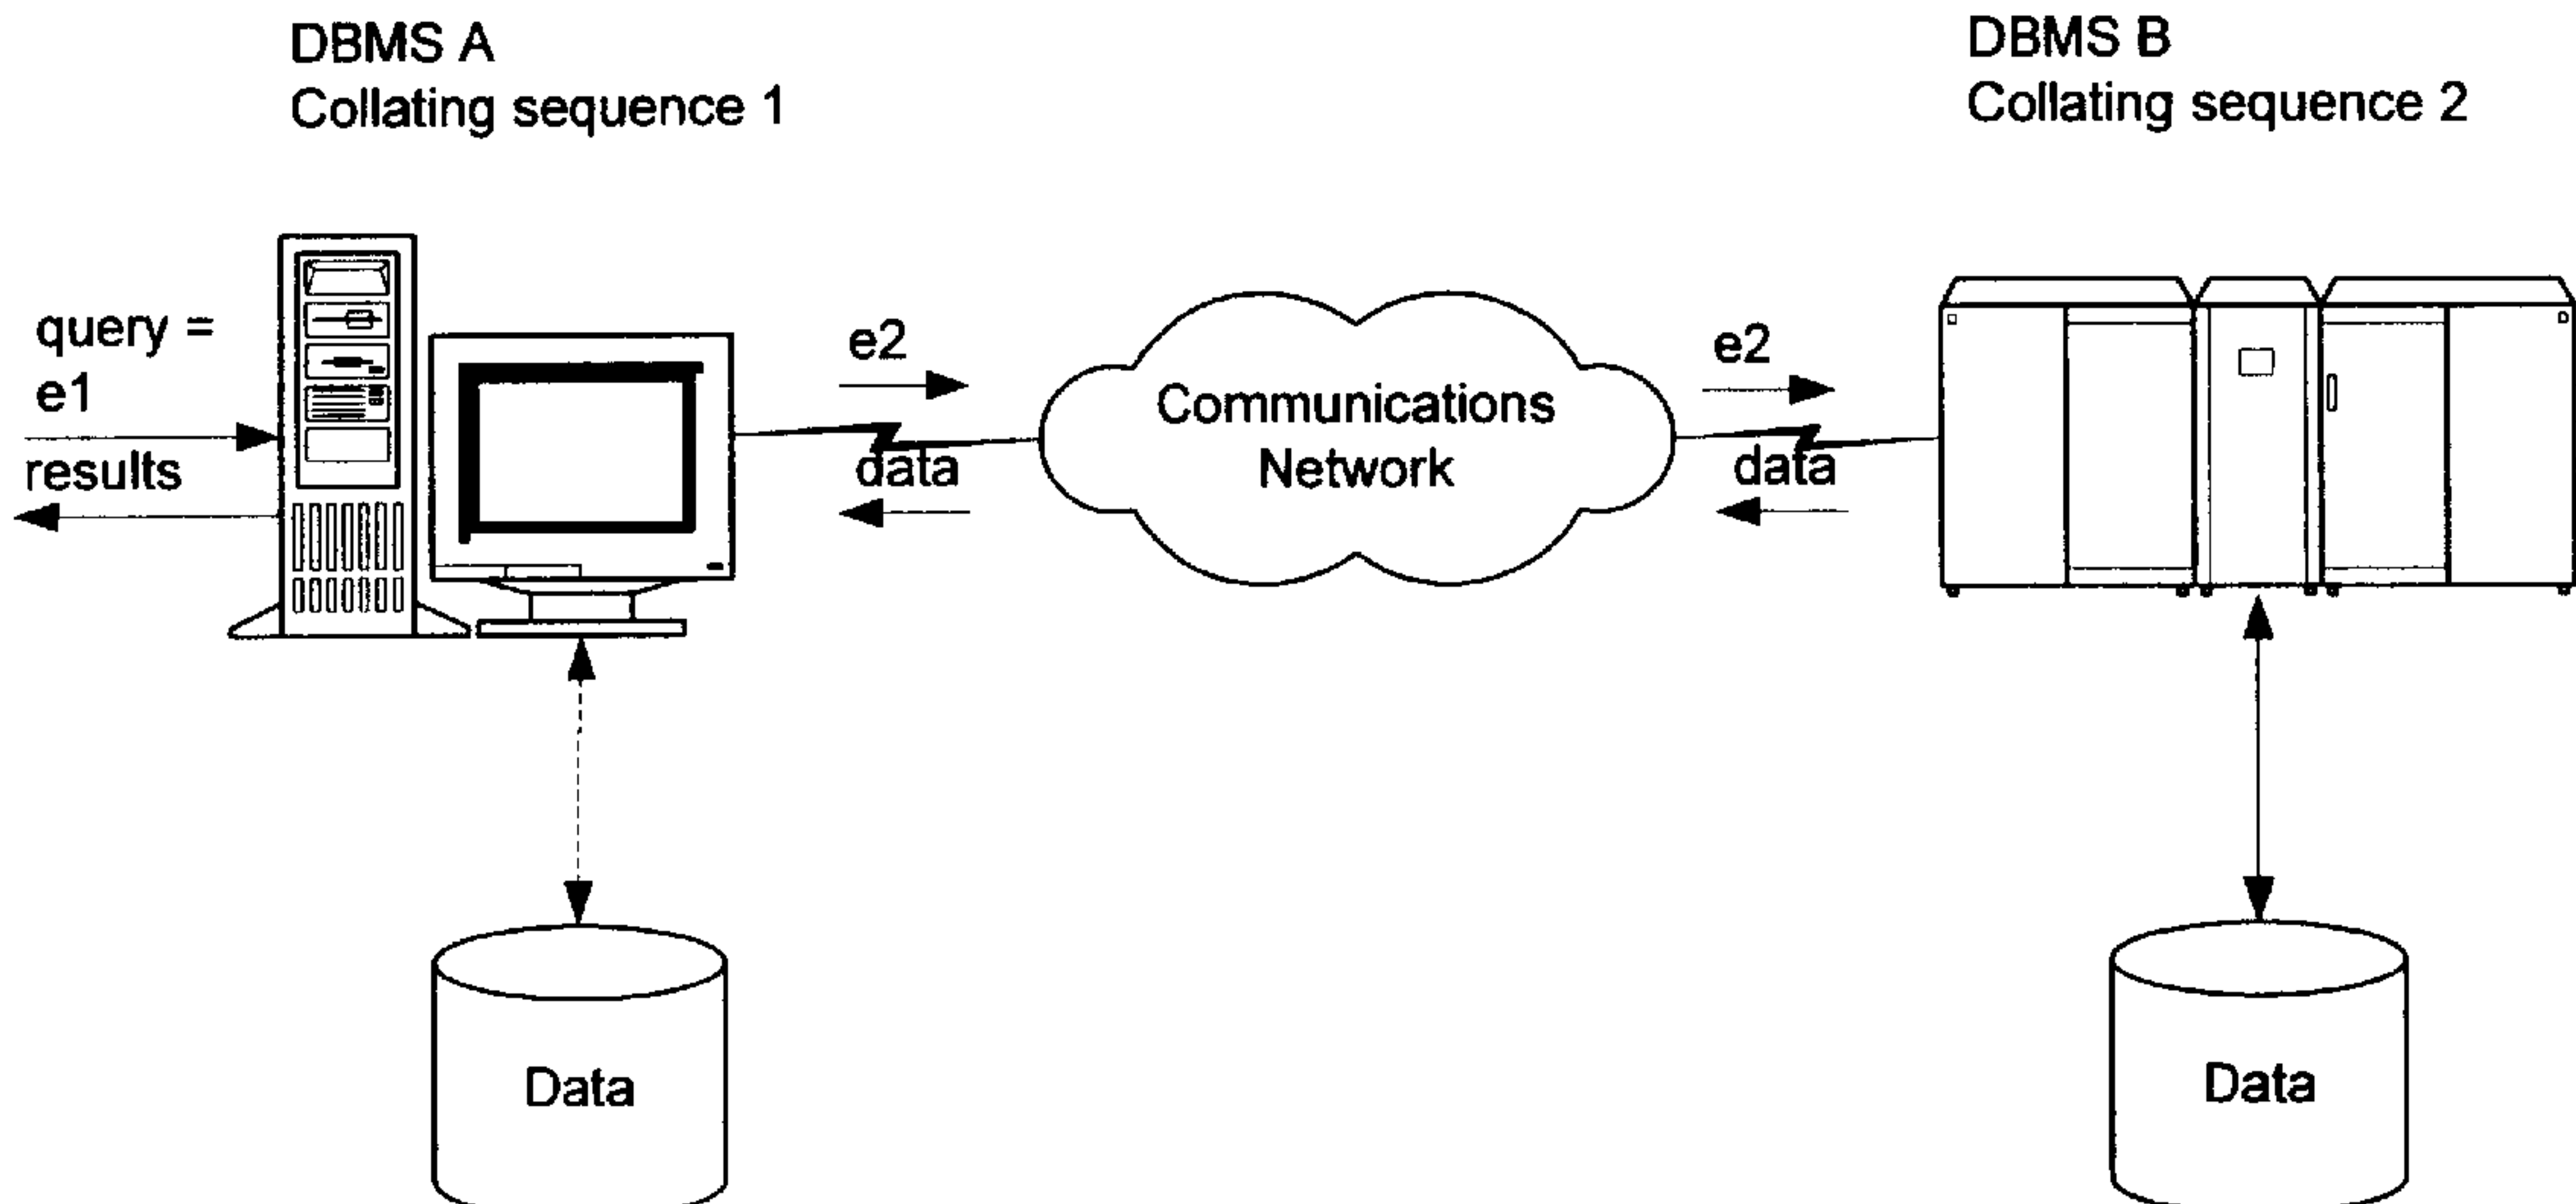 DBMS A
Collating sequence 1
DBMS B
Collating sequence 2
query =
e1
results
e2
data
Communications
Network
e2
data
Data
Data